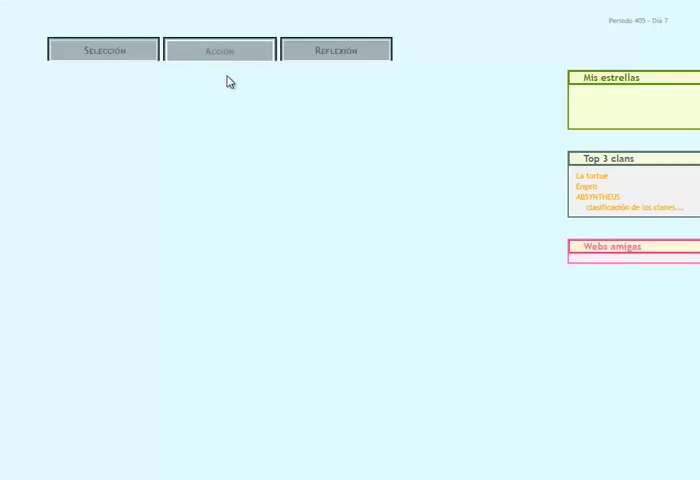 Periodo 405 - Día 7
Selección
Acción
Reflexión
Mis estrellas
Top 3 clans
La tortue
Engels
ABSYNTHEUS
clasificación de los clanes...
Webs amigas